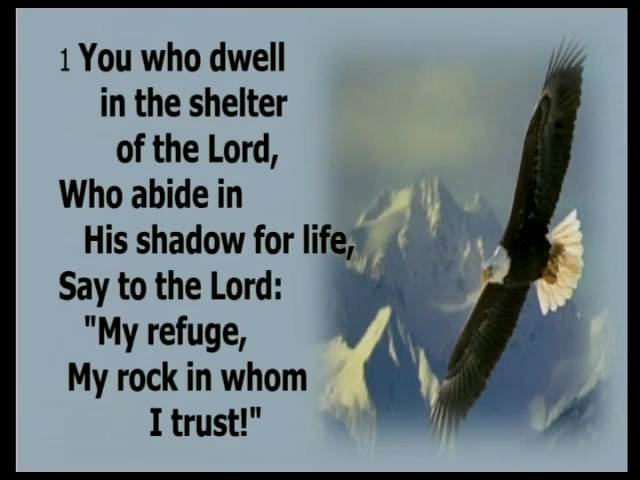 1 You who dwell
in the shelter
of the Lord,
Who abide in
His shadow for life,
Say to the Lord:
"My refuge,
My rock in whom
I trust!"